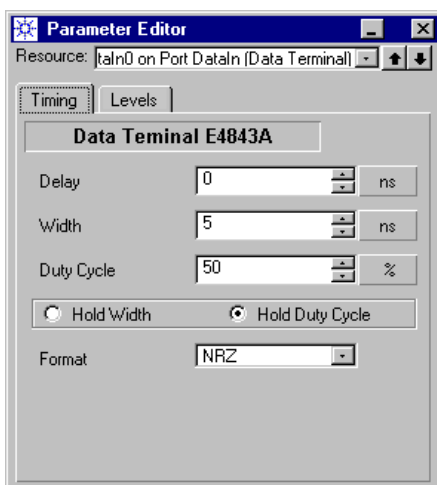 Parameter Editor
Resource: taIn0 on Port DataIn (Data Terminal)
Timing Levels
Data Teminal E4843A
Delay 0 ns
Width 5 ns
Duty Cycle 50 %
Hold Width Hold Duty Cycle
Format NRZ